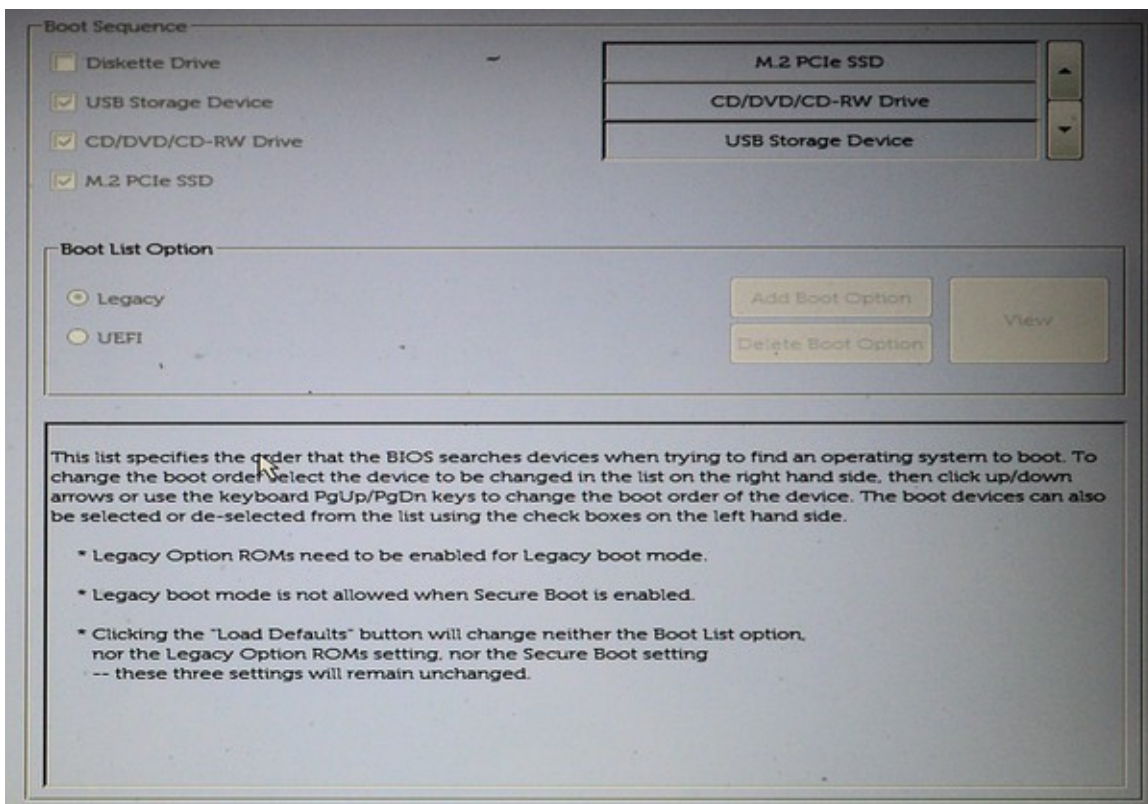 Boot Sequence
Diskette Drive
USB Storage Device
CD/DVD/CD-RW Drive
M.2 PCIe SSD
M.2 PCIe SSD
CD/DVD/CD-RW Drive
USB Storage Device
Boot List Option
Legacy
UEFI
Add Boot Option
Delete Boot Option
View
This list specifies the order that the BIOS searches devices when trying to find an operating system to boot. To
change the boot order select the device to be changed in the list on the right hand side, then click up/down
arrows or use the keyboard PgUp/PgDn keys to change the boot order of the device. The boot devices can also
be selected or de-selected from the list using the check boxes on the left hand side.
* Legacy Option ROMs need to be enabled for Legacy boot mode.
* Legacy boot mode is not allowed when Secure Boot is enabled.
* Clicking the "Load Defaults" button will change neither the Boot List option,
nor the Legacy Option ROMs setting, nor the Secure Boot setting
-- these three settings will remain unchanged.